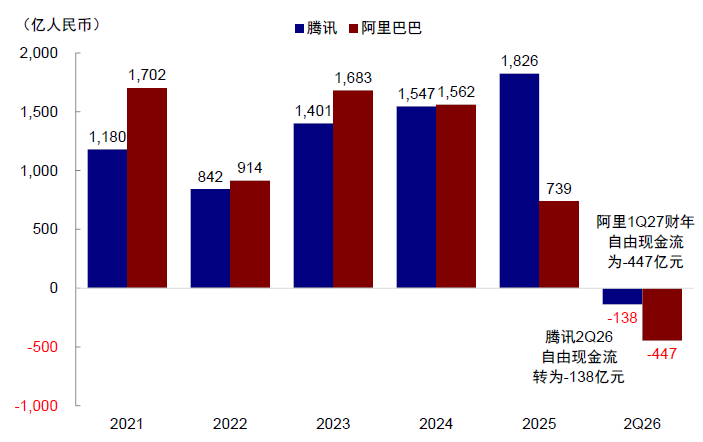 （亿人民币）
腾讯 阿里巴巴
2,000
1,500
1,000
500
0
-500
-1,000
1,180
1,702
842
914
1,401
1,683
1,547
1,562
1,826
739
阿里1Q27财年
自由现金流
为-447亿元
-138
-447
腾讯2Q26
自由现金流
转为-138亿元
2021 2022 2023 2024 2025 2Q26